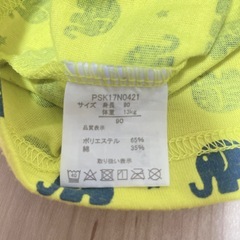 PSK17N0421
サイズ 身長 80
体重 13kg
90
品質表示
ポリエステル 65%
綿 35%
取り扱い表示